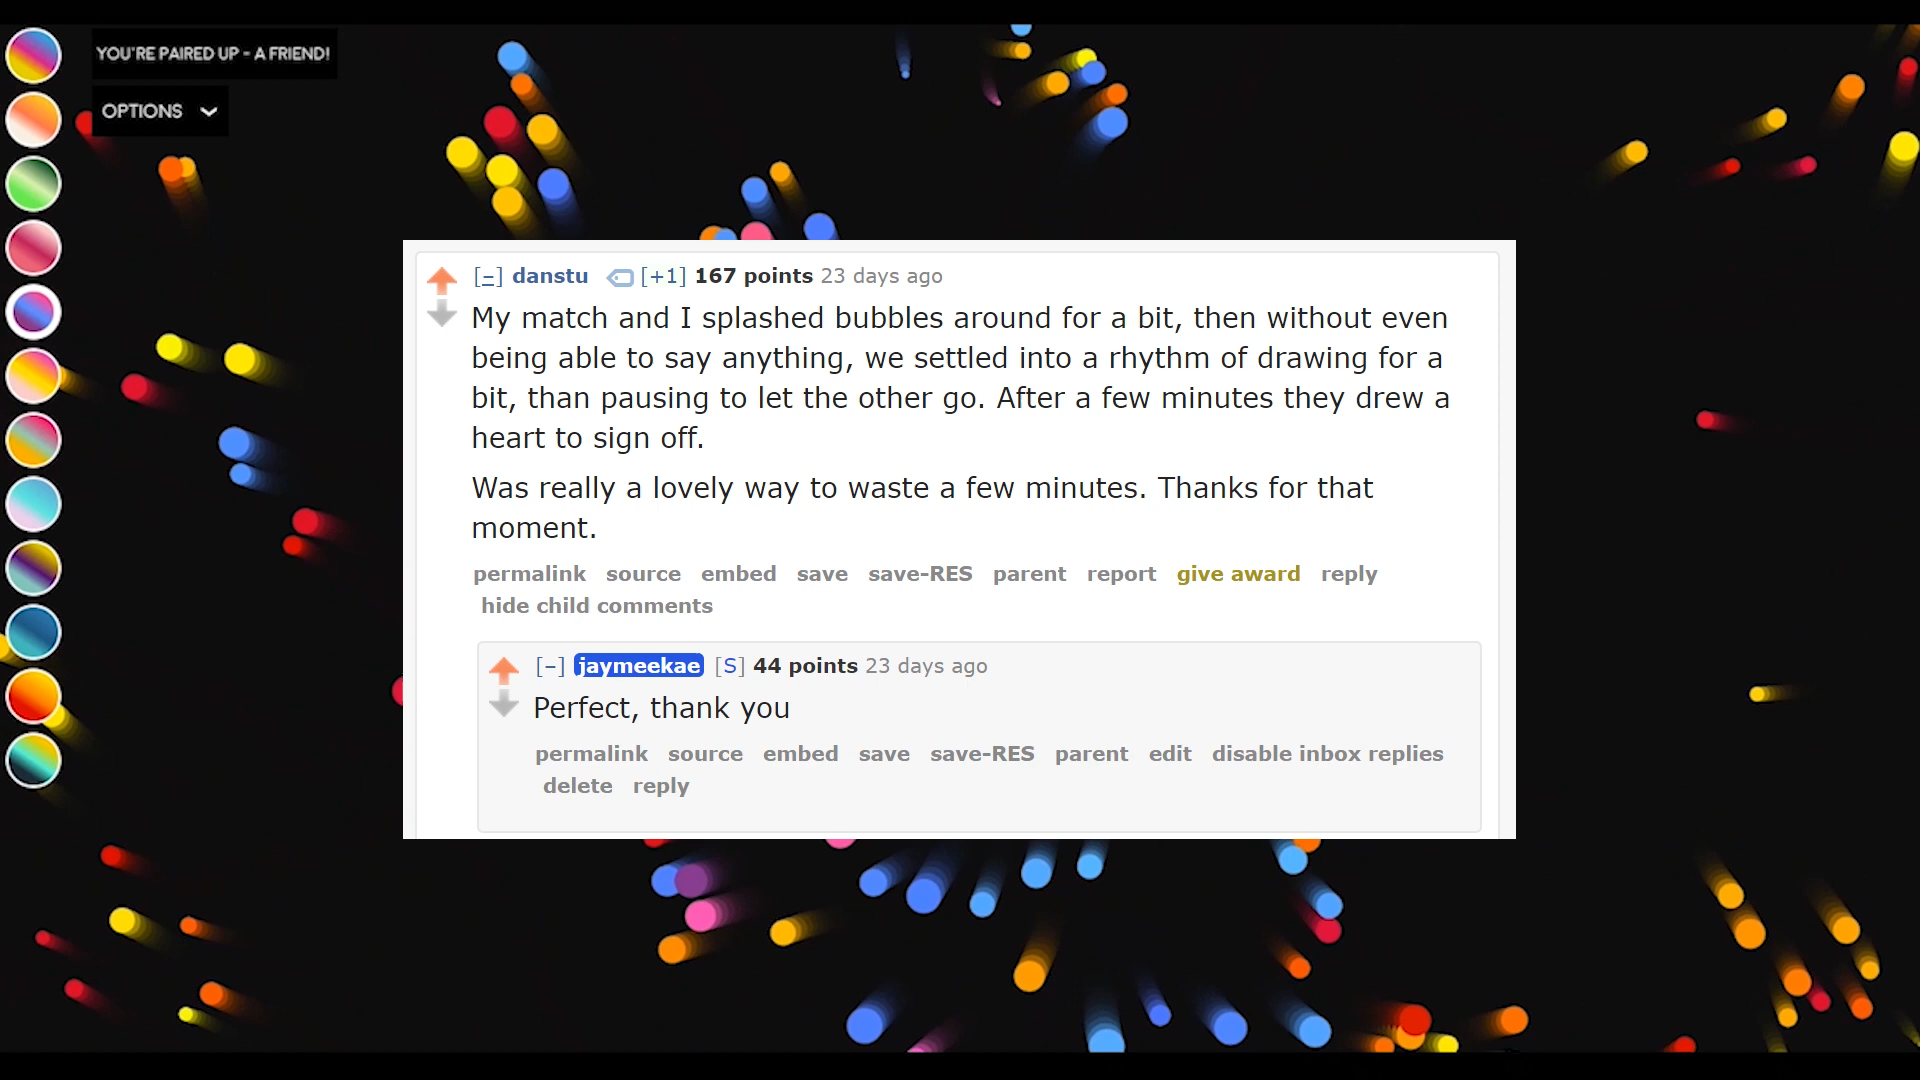 YOU'RE PAIRED UP - A FRIEND!
OPTIONS
[–] danstu [+1] 167 points 23 days ago
My match and I splashed bubbles around for a bit, then without even
being able to say anything, we settled into a rhythm of drawing for a
bit, than pausing to let the other go. After a few minutes they drew a
heart to sign off.
Was really a lovely way to waste a few minutes. Thanks for that
moment.
permalink source embed save save-RES parent report give award reply
hide child comments
[–] jaymeekae [S] 44 points 23 days ago
Perfect, thank you
permalink source embed save save-RES parent edit disable inbox replies
delete reply